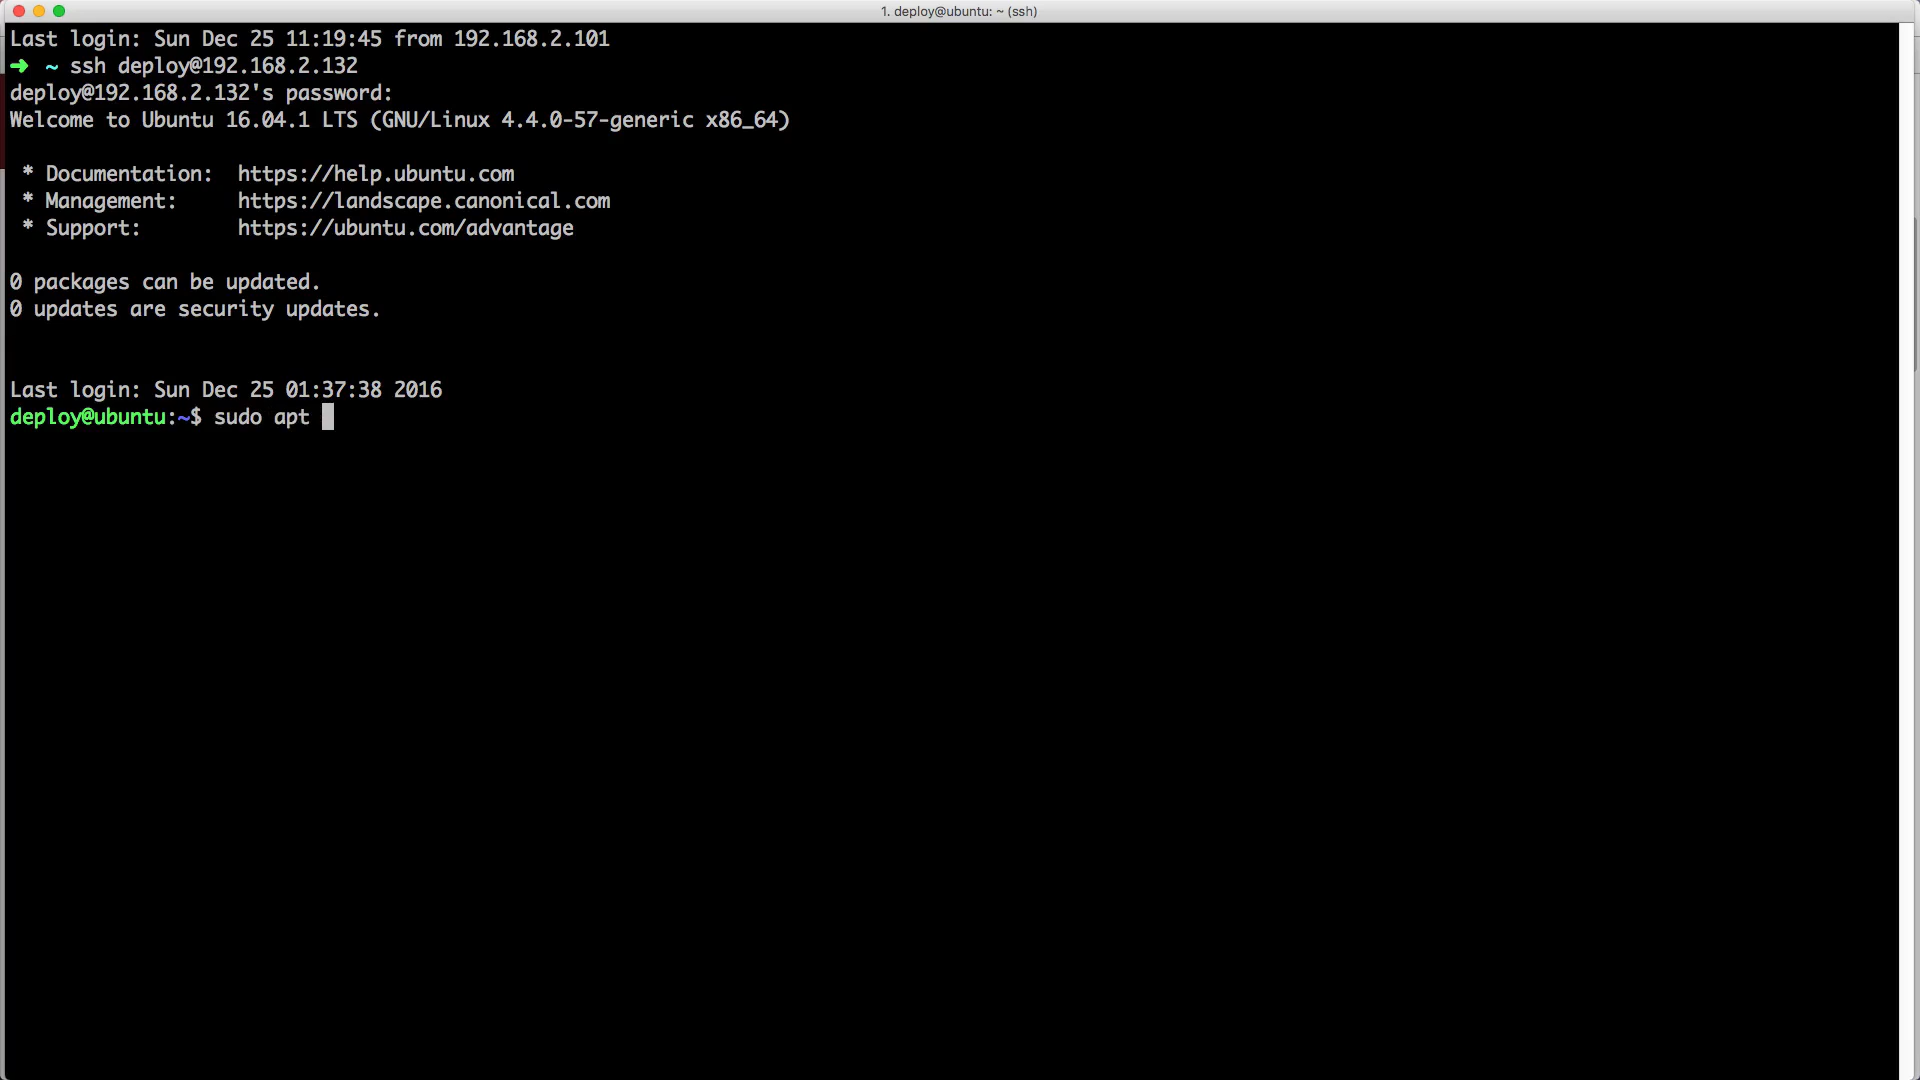 1. deploy@ubuntu: ~ (ssh)
Last login: Sun Dec 25 11:19:45 from 192.168.2.101
➜  ~ ssh deploy@192.168.2.132
deploy@192.168.2.132's password:
Welcome to Ubuntu 16.04.1 LTS (GNU/Linux 4.4.0-57-generic x86_64)
* Documentation:  https://help.ubuntu.com
* Management:     https://landscape.canonical.com
* Support:        https://ubuntu.com/advantage
0 packages can be updated.
0 updates are security updates.
Last login: Sun Dec 25 01:37:38 2016
deploy@ubuntu:~$ sudo apt